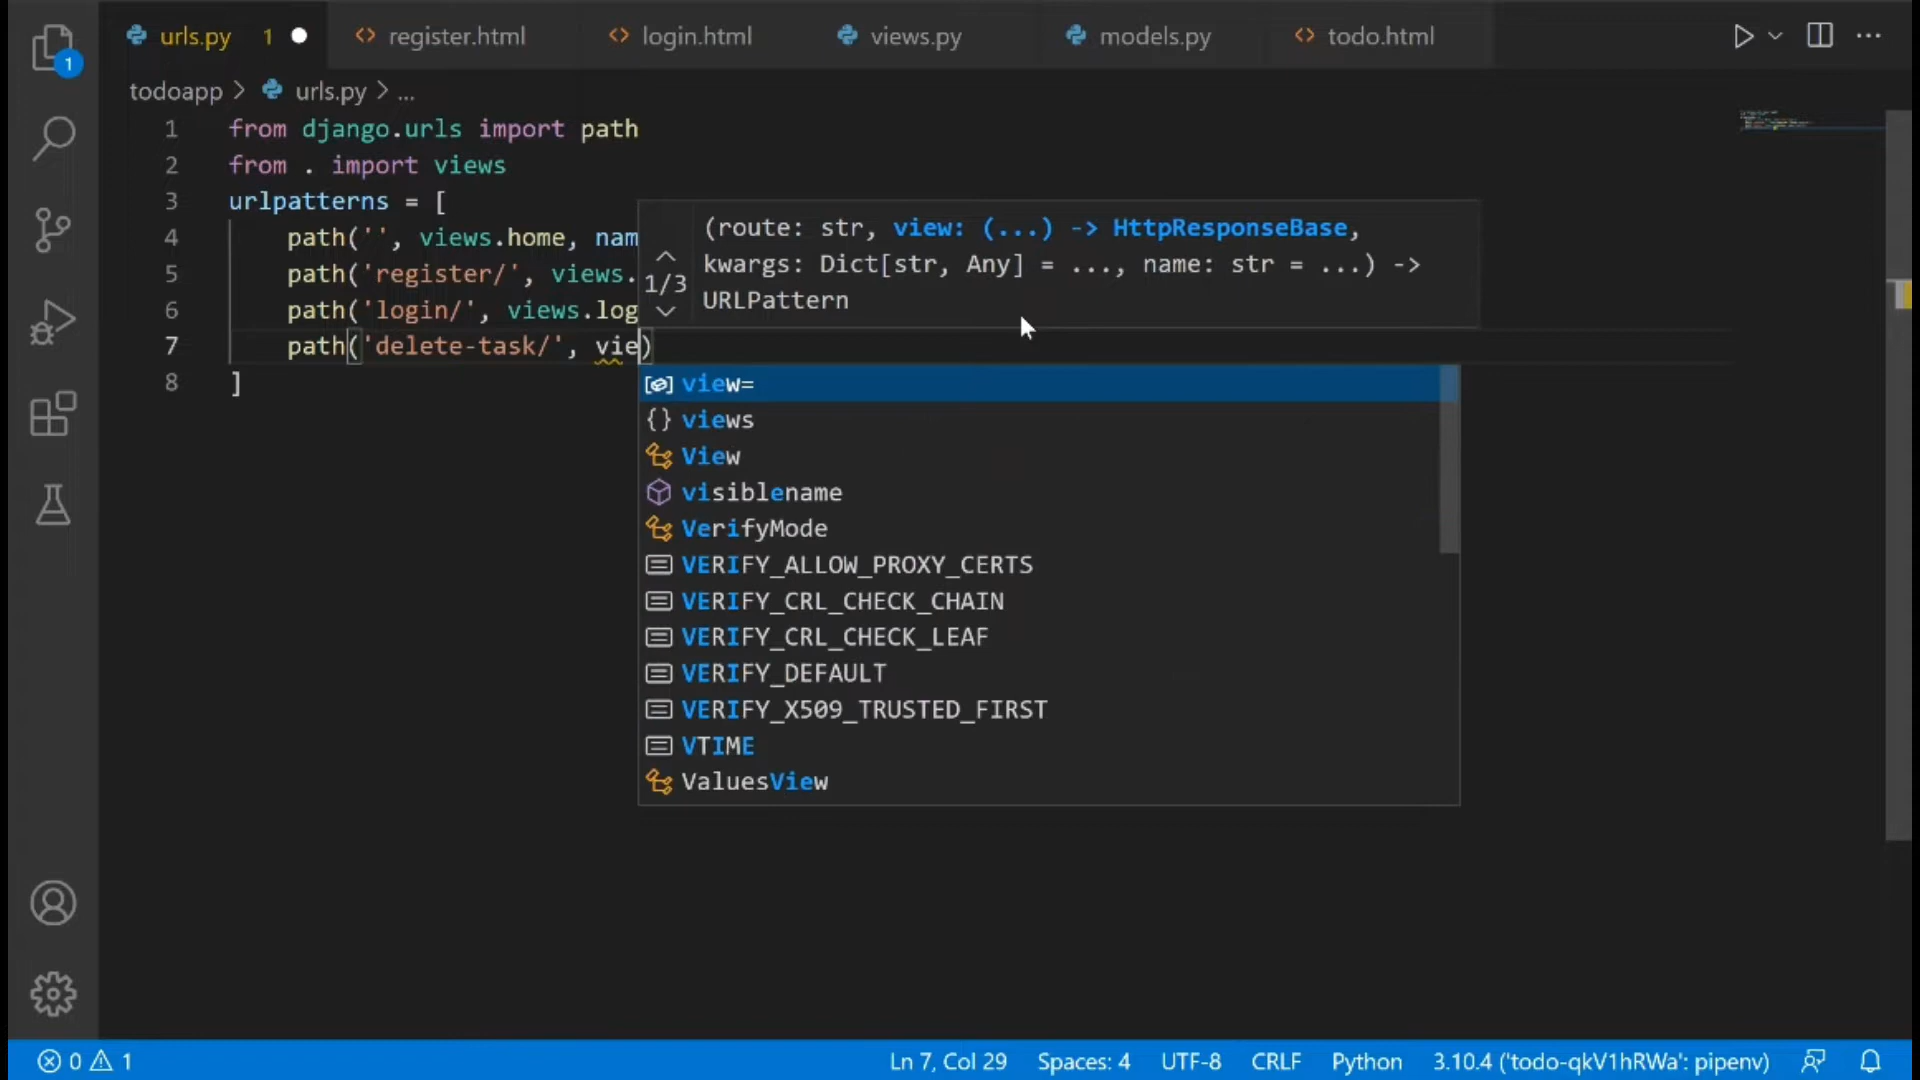 urls.py 1
register.html
login.html
views.py
models.py
todo.html
1
todoapp > urls.py > ...
1 from django.urls import path
2 from . import views
3 urlpatterns = [
4 path('', views.home, nam
5 path('register/', views.
6 path('login/', views.log
7 path('delete-task/', vie)
8 ]
(route: str, view: (...) -> HttpResponseBase,
kwargs: Dict[str, Any] = ..., name: str = ...) ->
URLPattern
1/3
view=
views
View
visiblename
VerifyMode
VERIFY_ALLOW_PROXY_CERTS
VERIFY_CRL_CHECK_CHAIN
VERIFY_CRL_CHECK_LEAF
VERIFY_DEFAULT
VERIFY_X509_TRUSTED_FIRST
VTIME
ValuesView
0 1
Ln 7, Col 29
Spaces: 4
UTF-8
CRLF
Python
3.10.4 ('todo-qkV1hRWa': pipenv)